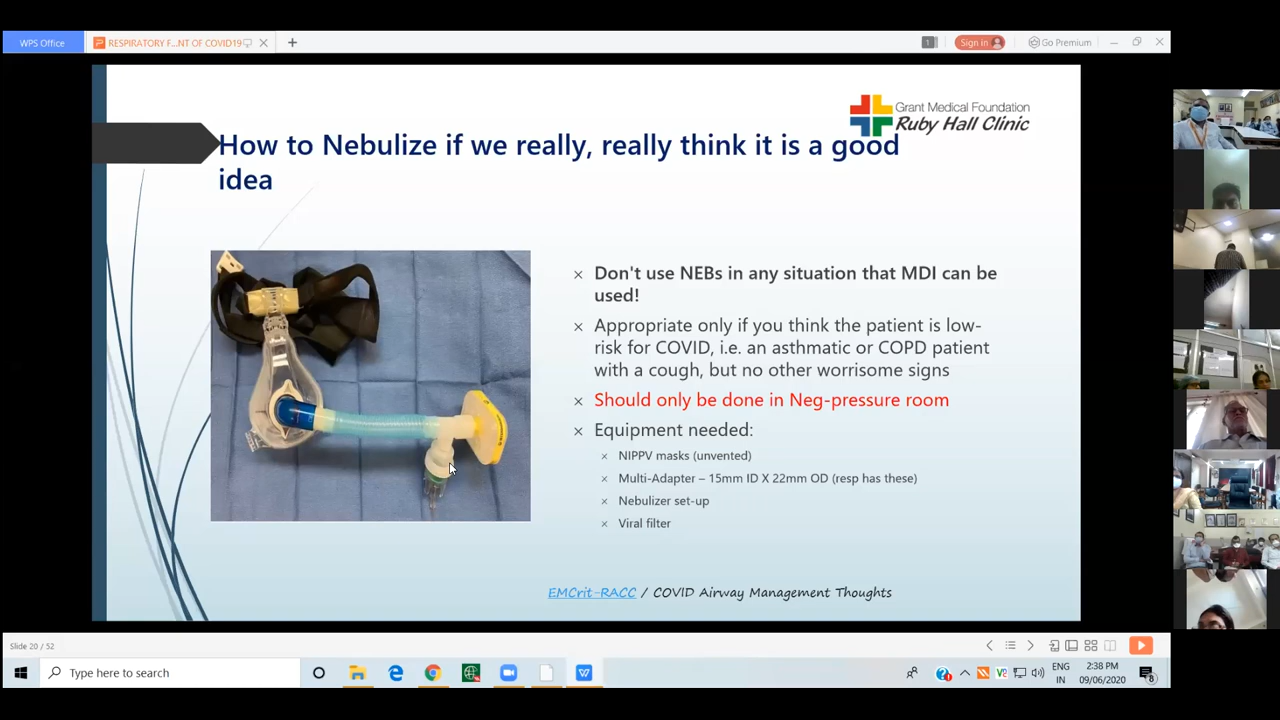 WPS Office
RESPIRATORY F...NT OF COVID19
1
Sign in
Go Premium
Grant Medical Foundation
Ruby Hall Clinic
How to Nebulize if we really, really think it is a good
idea
Don't use NEBs in any situation that MDI can be
used!
Appropriate only if you think the patient is low-
risk for COVID, i.e. an asthmatic or COPD patient
with a cough, but no other worrisome signs
Should only be done in Neg-pressure room
Equipment needed:
NIPPV masks (unvented)
Multi-Adapter – 15mm ID X 22mm OD (resp has these)
Nebulizer set-up
Viral filter
EMCrit-RACC / COVID Airway Management Thoughts
Slide 20 / 52
Type here to search
ENG
IN
2:38 PM
09/06/2020
8